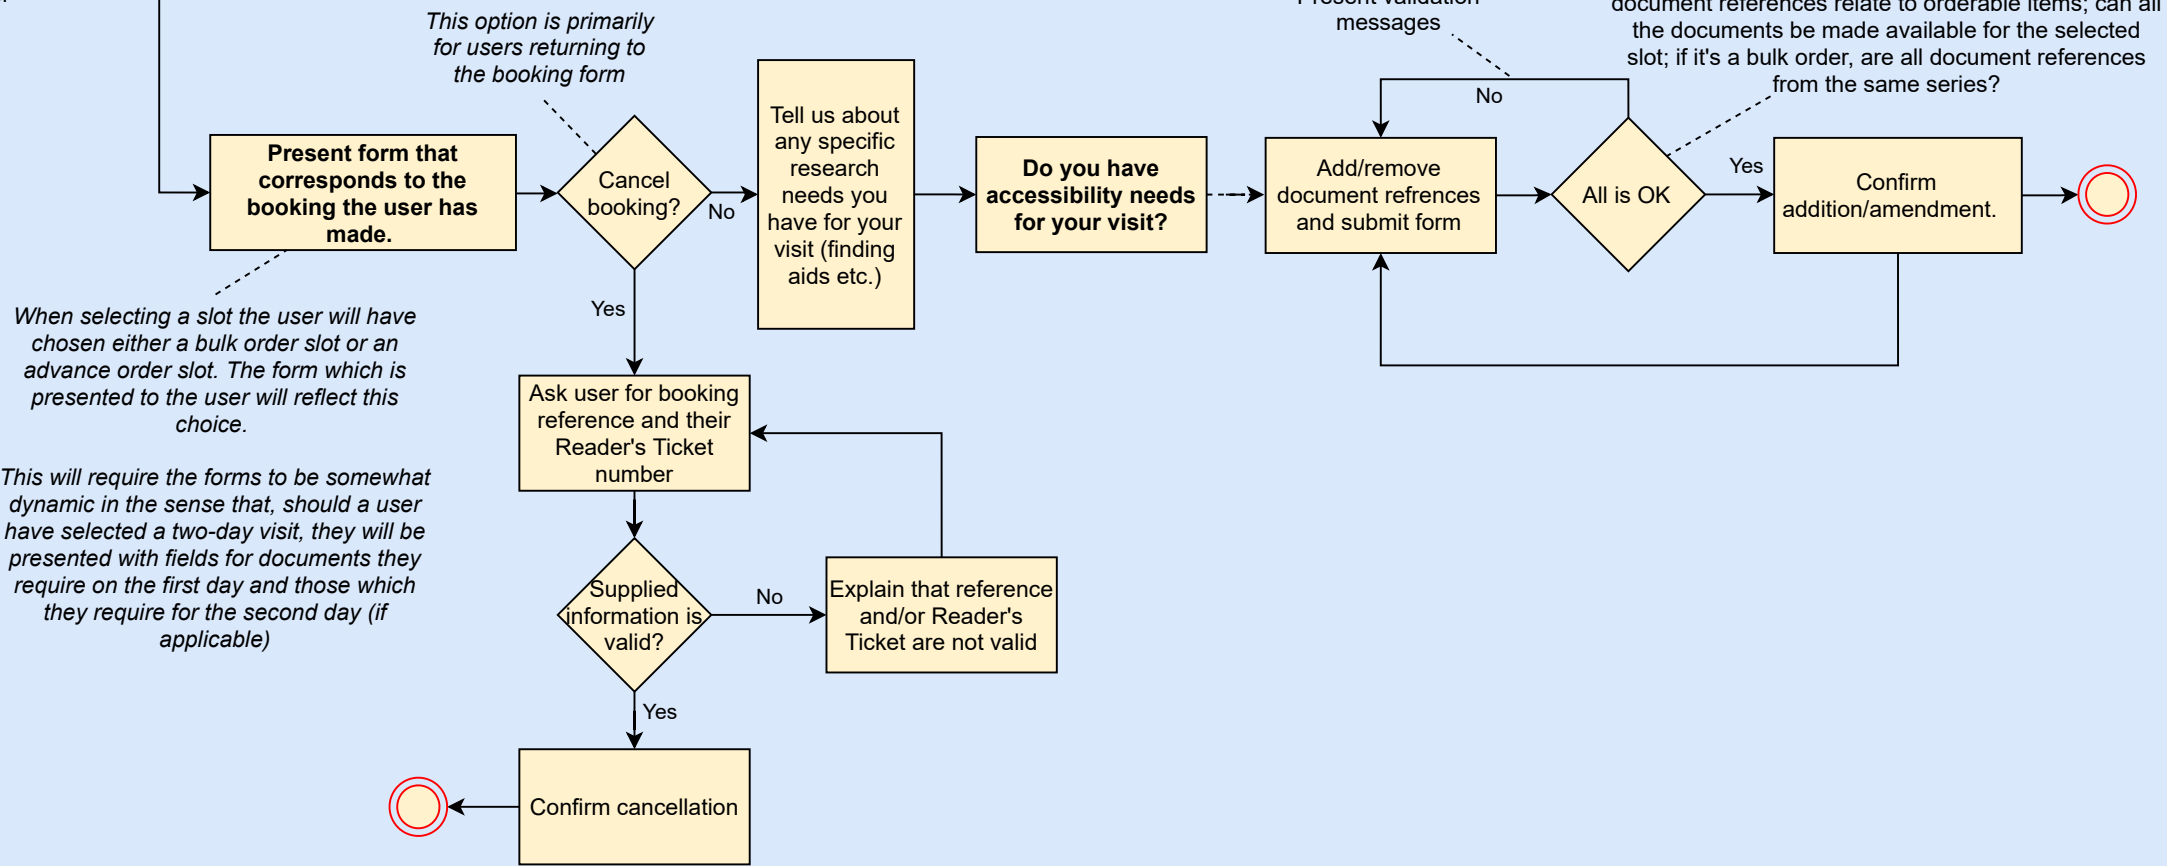 This option is primarily
for users returning to
the booking form
Present validation
messages
document references relate to orderable items; can all
the documents be made available for the selected
slot; if it's a bulk order, are all document references
from the same series?
Present form that
corresponds to the
booking the user has
made.
Cancel
booking?
No
Yes
Tell us about
any specific
research
needs you
have for your
visit (finding
aids etc.)
Do you have
accessibility needs
for your visit?
Add/remove
document refrences
and submit form
No
All is OK
Yes
Confirm
addition/amendment.
When selecting a slot the user will have
chosen either a bulk order slot or an
advance order slot. The form which is
presented to the user will reflect this
choice.
This will require the forms to be somewhat
dynamic in the sense that, should a user
have selected a two-day visit, they will be
presented with fields for documents they
require on the first day and those which
they require for the second day (if
applicable)
Ask user for booking
reference and their
Reader's Ticket
number
Supplied
information is
valid?
No
Explain that reference
and/or Reader's
Ticket are not valid
Yes
Confirm cancellation